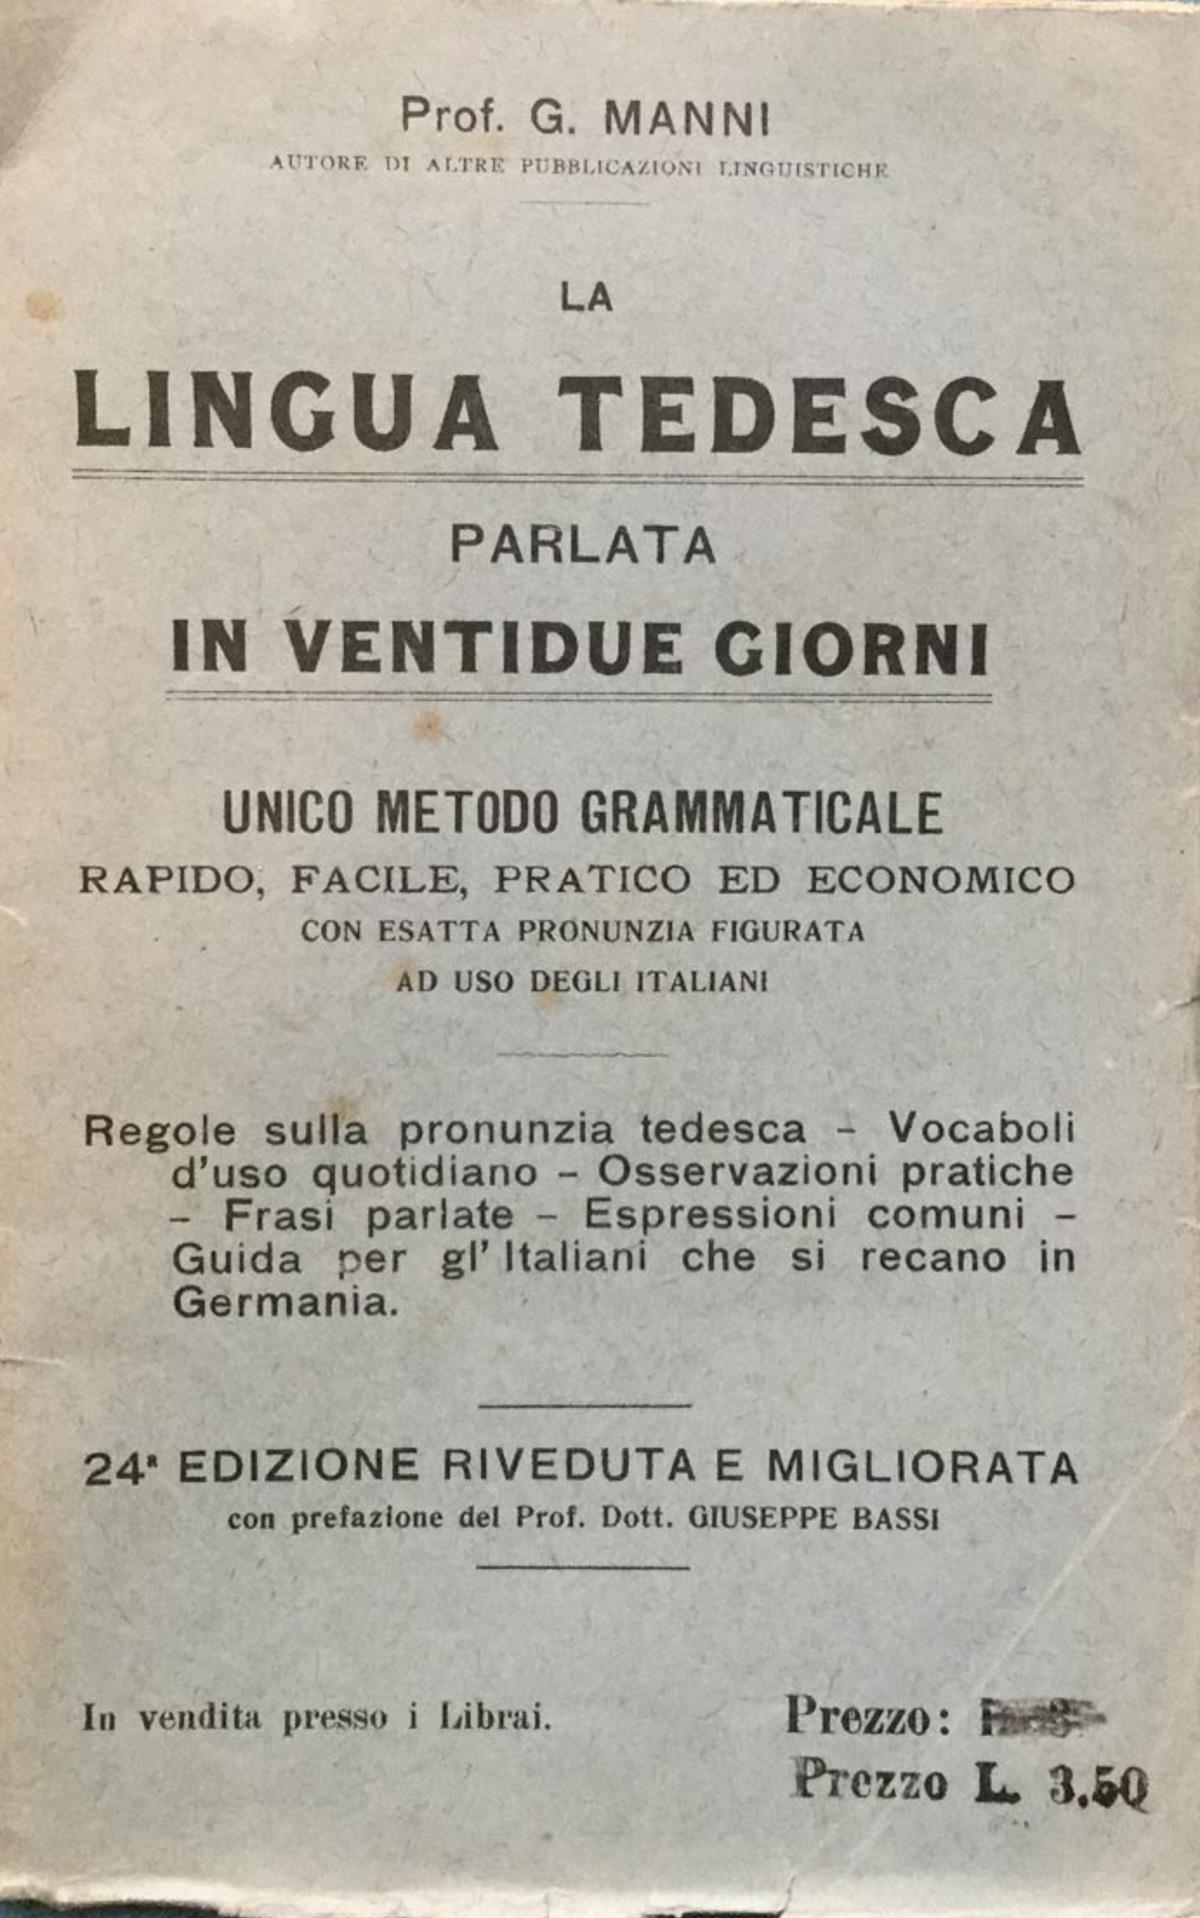 Prof. G. MANNI
AUTORE DI ALTRE PUBBLICAZIONI LINGUISTICHE
LA
LINGUA TEDESCA
PARLATA
IN VENTIDUE GIORNI
UNICO METODO GRAMMATICALE
RAPIDO, FACILE, PRATICO ED ECONOMICO
CON ESATTA PRONUNZIA FIGURATA
AD USO DEGLI ITALIANI
Regole sulla pronunzia tedesca – Vocaboli
d'uso quotidiano – Osservazioni pratiche
– Frasi parlate – Espressioni comuni –
Guida per gl'Italiani che si recano in
Germania.
24ª EDIZIONE RIVEDUTA E MIGLIORATA
con prefazione del Prof. Dott. GIUSEPPE BASSI
In vendita presso i Librai.
Prezzo:
Prezzo L. 3.50